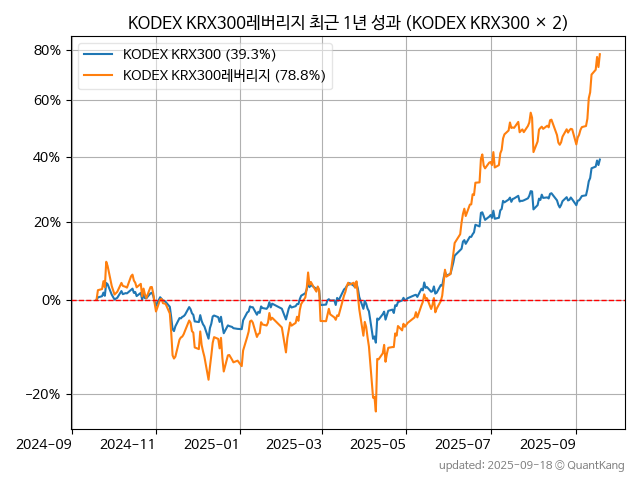 KODEX KRX300레버리지 최근 1년 성과 (KODEX KRX300 × 2)
KODEX KRX300 (39.3%)
KODEX KRX300레버리지 (78.8%)
80%
60%
40%
20%
0%
−20%
2024-09 2024-11 2025-01 2025-03 2025-05 2025-07 2025-09
updated: 2025-09-18 © QuantKang